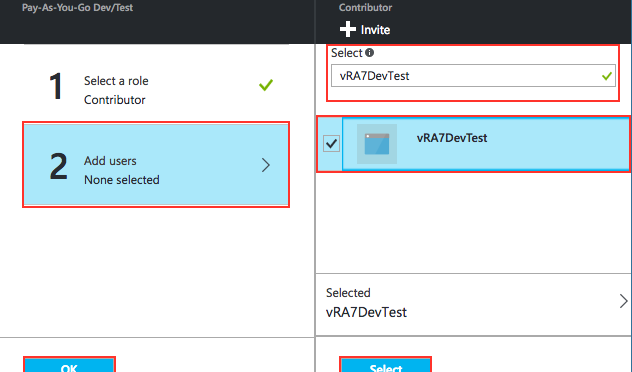 Pay-As-You-Go Dev/Test
1
Select a role
Contributor
2
Add users
None selected
OK
Contributor
Invite
Select
vRA7DevTest
vRA7DevTest
Selected
vRA7DevTest
Select